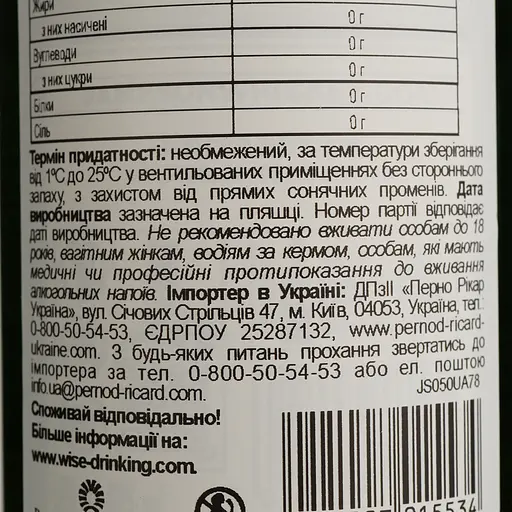 Жири
0 г
з них насичені
0 г
Вуглеводи
0 г
з них цукри
0 г
Білки
0 г
Сіль
Термін придатності: необмежений, за температури зберігання
від 1°С до 25°С у вентильованих приміщеннях без стороннього
запаху, з захистом від прямих сонячних променів. Дата
виробництва зазначена на пляшці. Номер партії відповідає
даті виробництва. Не рекомендовано вживати особам до 18
років, вагітним жінкам, водіям за кермом, особам, які мають
медичні чи професійні протипоказання до вживання
алкогольних напоїв. Імпортер в Україні: ДПзІІ «Перно Рікар
Україна», вул. Січових Стрільців 47, м. Київ, 04053, Україна, тел.:
0-800-50-54-53, ЄДРПОУ 25287132, www.pernod-ricard-
ukraine.com. З будь-яких питань прохання звертатись до
імпортера за тел. 0-800-50-54-53 або ел. поштою
info.ua@pernod-ricard.com.
JS050UA78
Споживай відповідально!
Більше інформації на:
www.wise-drinking.com.
015534